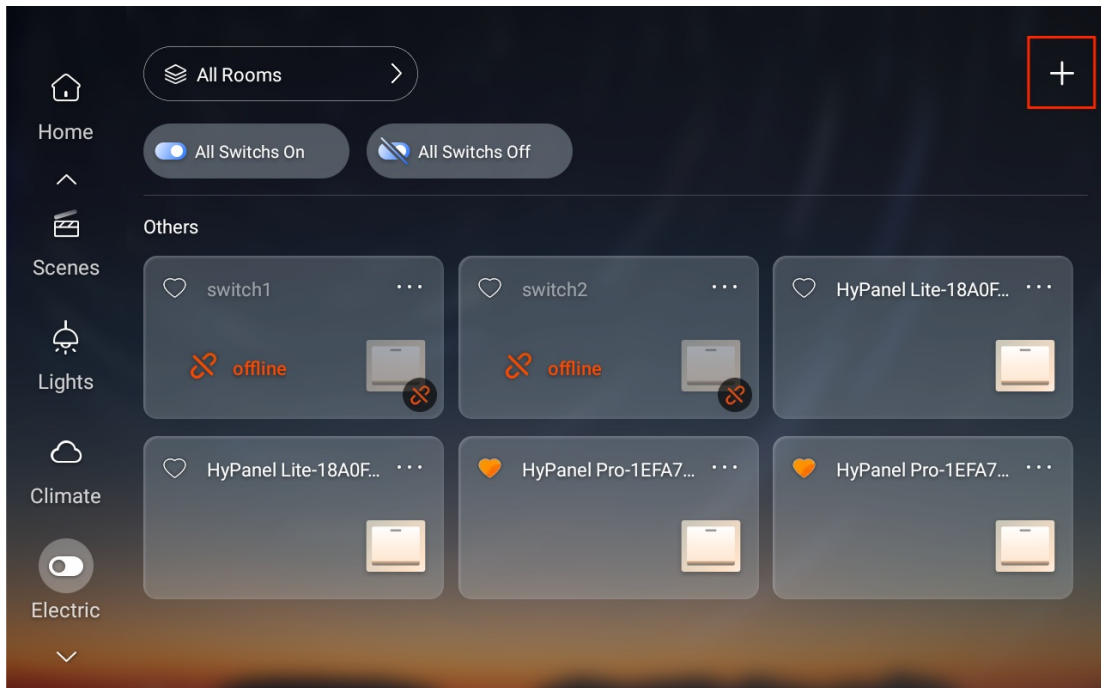 All Rooms
Home
All Switchs On
All Switchs Off
Others
Scenes
switch1
switch2
HyPanel Lite-18A0F...
offline
offline
Lights
HyPanel Lite-18A0F...
HyPanel Pro-1EFA7...
HyPanel Pro-1EFA7...
Climate
Electric